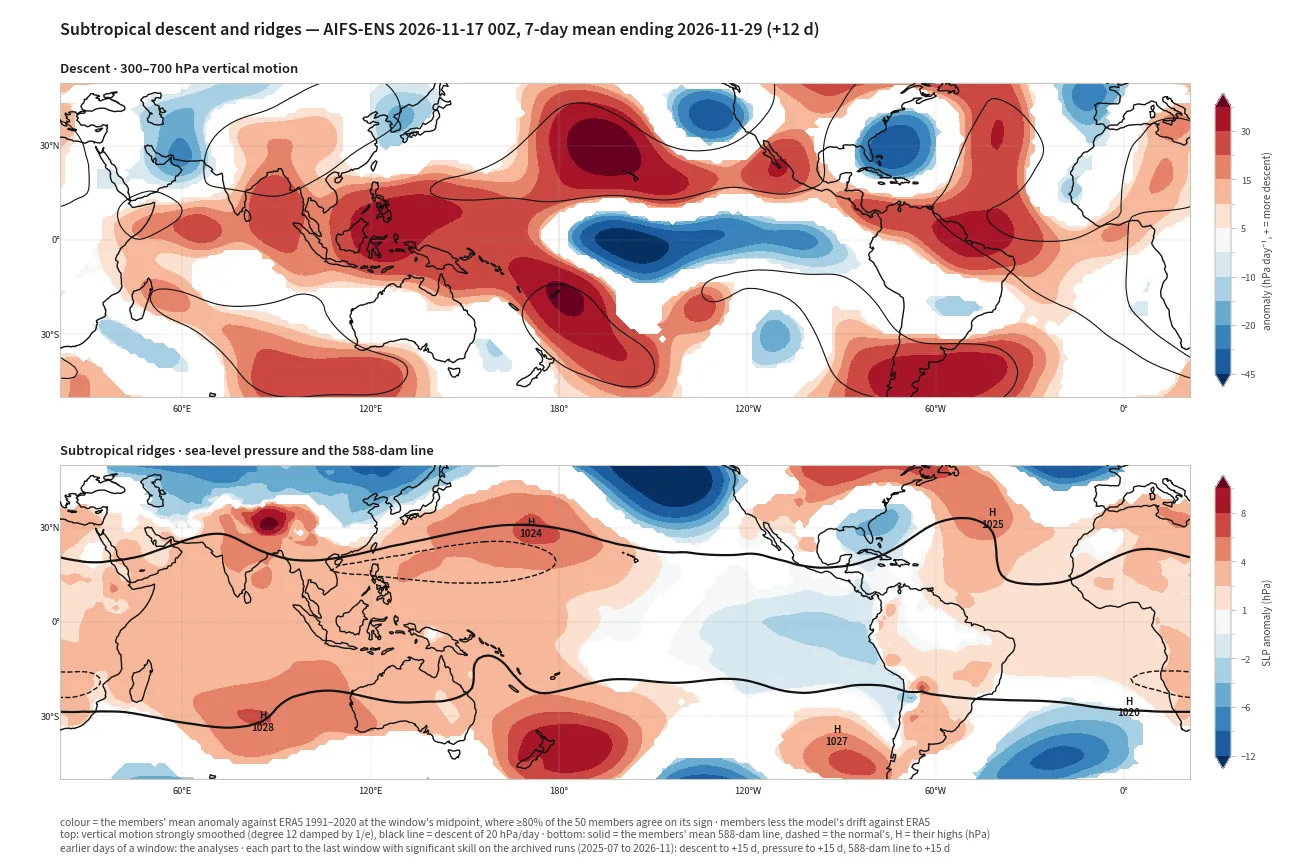 Subtropical descent and ridges — AIFS-ENS 2026-11-17 00Z, 7-day mean ending 2026-11-29 (+12 d)
Descent · 300–700 hPa vertical motion
30°N
0°
30°S
60°E
120°E
180°
120°W
60°W
0°
30
15
5
−10
−20
−45
anomaly (hPa day⁻¹, + = more descent)
Subtropical ridges · sea-level pressure and the 588-dam line
30°N
0°
30°S
H
1024
H
1025
H
1028
H
1027
H
1020
60°E
120°E
180°
120°W
60°W
0°
8
4
1
−2
−6
−12
SLP anomaly (hPa)
colour = the members' mean anomaly against ERA5 1991–2020 at the window's midpoint, where ≥80% of the 50 members agree on its sign · members less the model's drift against ERA5
top: vertical motion strongly smoothed (degree 12 damped by 1/e), black line = descent of 20 hPa/day · bottom: solid = the members' mean 588-dam line, dashed = the normal's, H = their highs (hPa)
earlier days of a window: the analyses · each part to the last window with significant skill on the archived runs (2025-07 to 2026-11): descent to +15 d, pressure to +15 d, 588-dam line to +15 d